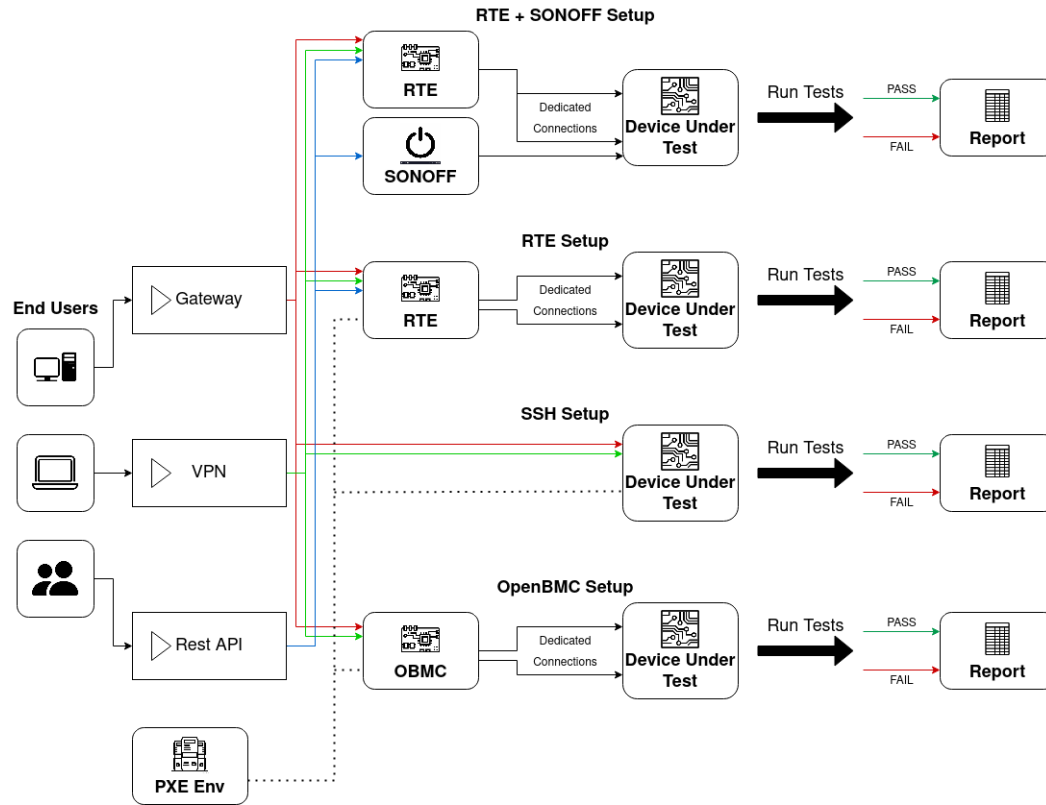 RTE + SONOFF Setup
RTE
Dedicated
Connections
SONOFF
Device Under
Test
Run Tests
PASS
FAIL
Report
RTE Setup
End Users
Gateway
RTE
Dedicated
Connections
Device Under
Test
Run Tests
PASS
FAIL
Report
SSH Setup
VPN
Device Under
Test
Run Tests
PASS
FAIL
Report
OpenBMC Setup
Rest API
OBMC
Dedicated
Connections
Device Under
Test
Run Tests
PASS
FAIL
Report
PXE Env